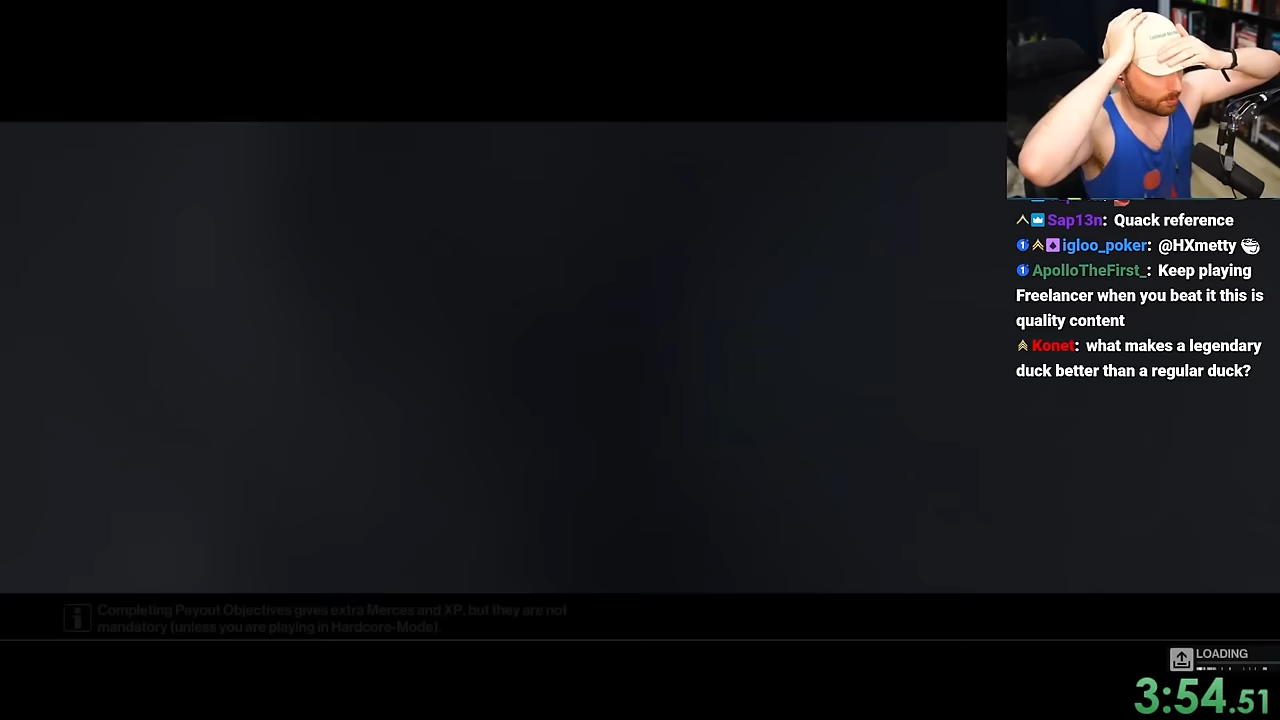 Sap13n: Quack reference
igloo_poker: @HXmetty
ApolloTheFirst_: Keep playing
Freelancer when you beat it this is
quality content
Konet: what makes a legendary
duck better than a regular duck?
Completing Payout Objectives gives extra Merces and XP, but they are not
mandatory (unless you are playing in Hardcore-Mode).
LOADING
3:54.51